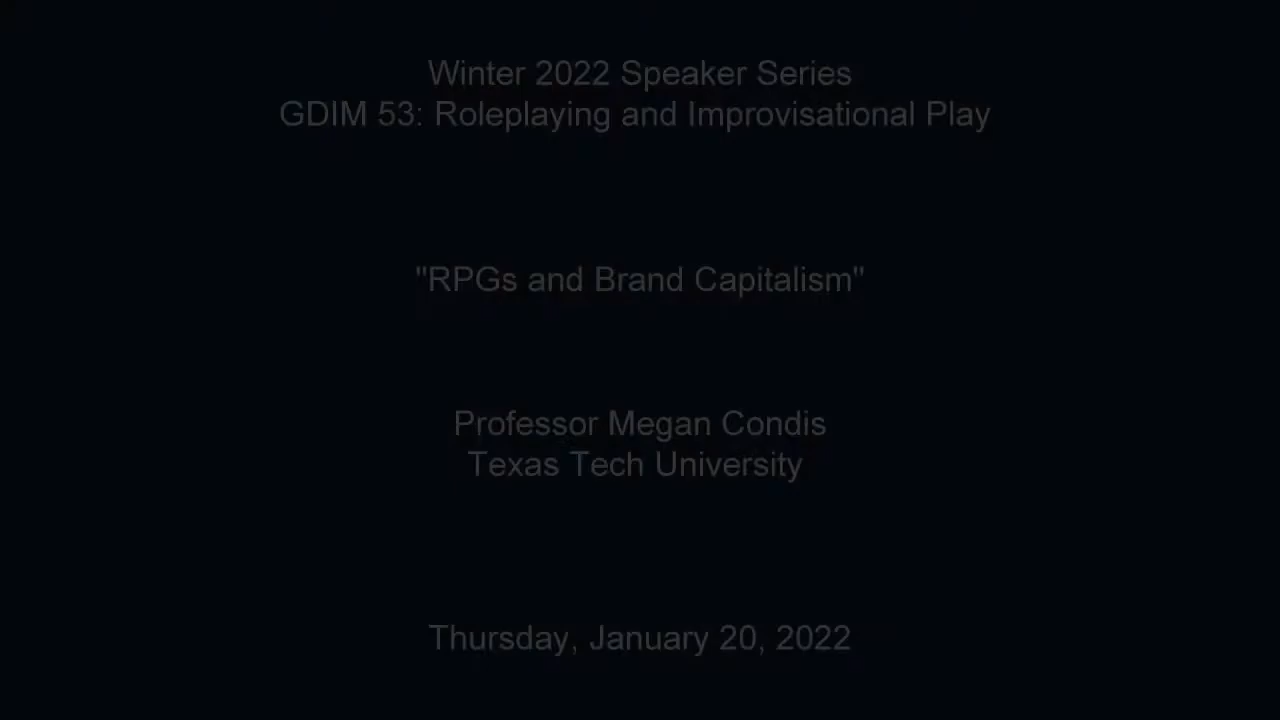 Winter 2022 Speaker Series
GDIM 53: Roleplaying and Improvisational Play
"RPGs and Brand Capitalism"
Professor Megan Condis
Texas Tech University
Thursday, January 20, 2022